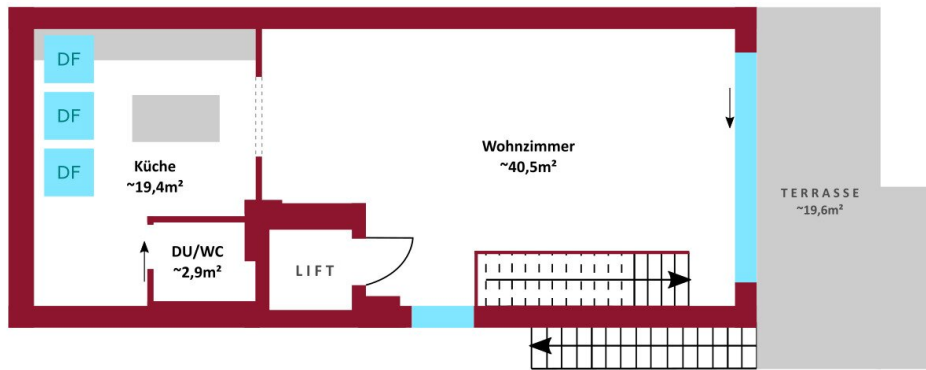 DF
DF
DF
Küche
~19,4m²
Wohnzimmer
~40,5m²
TERRASSE
~19,6m²
DU/WC
~2,9m²
LIFT